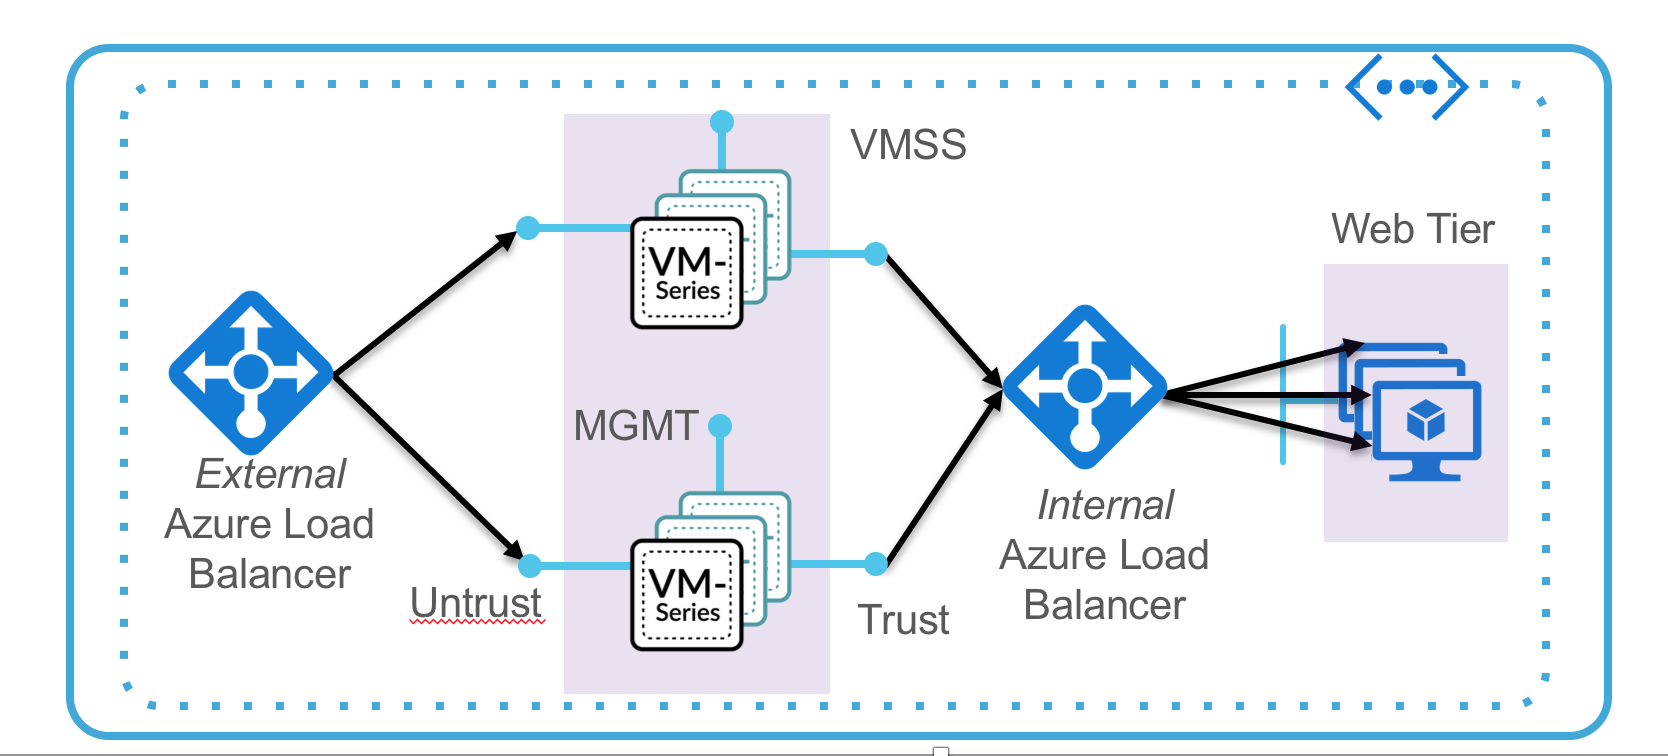 VMSS
VM-
Series
Web Tier
MGMT
External
Azure Load
Balancer
Untrust
VM-
Series
Trust
Internal
Azure Load
Balancer